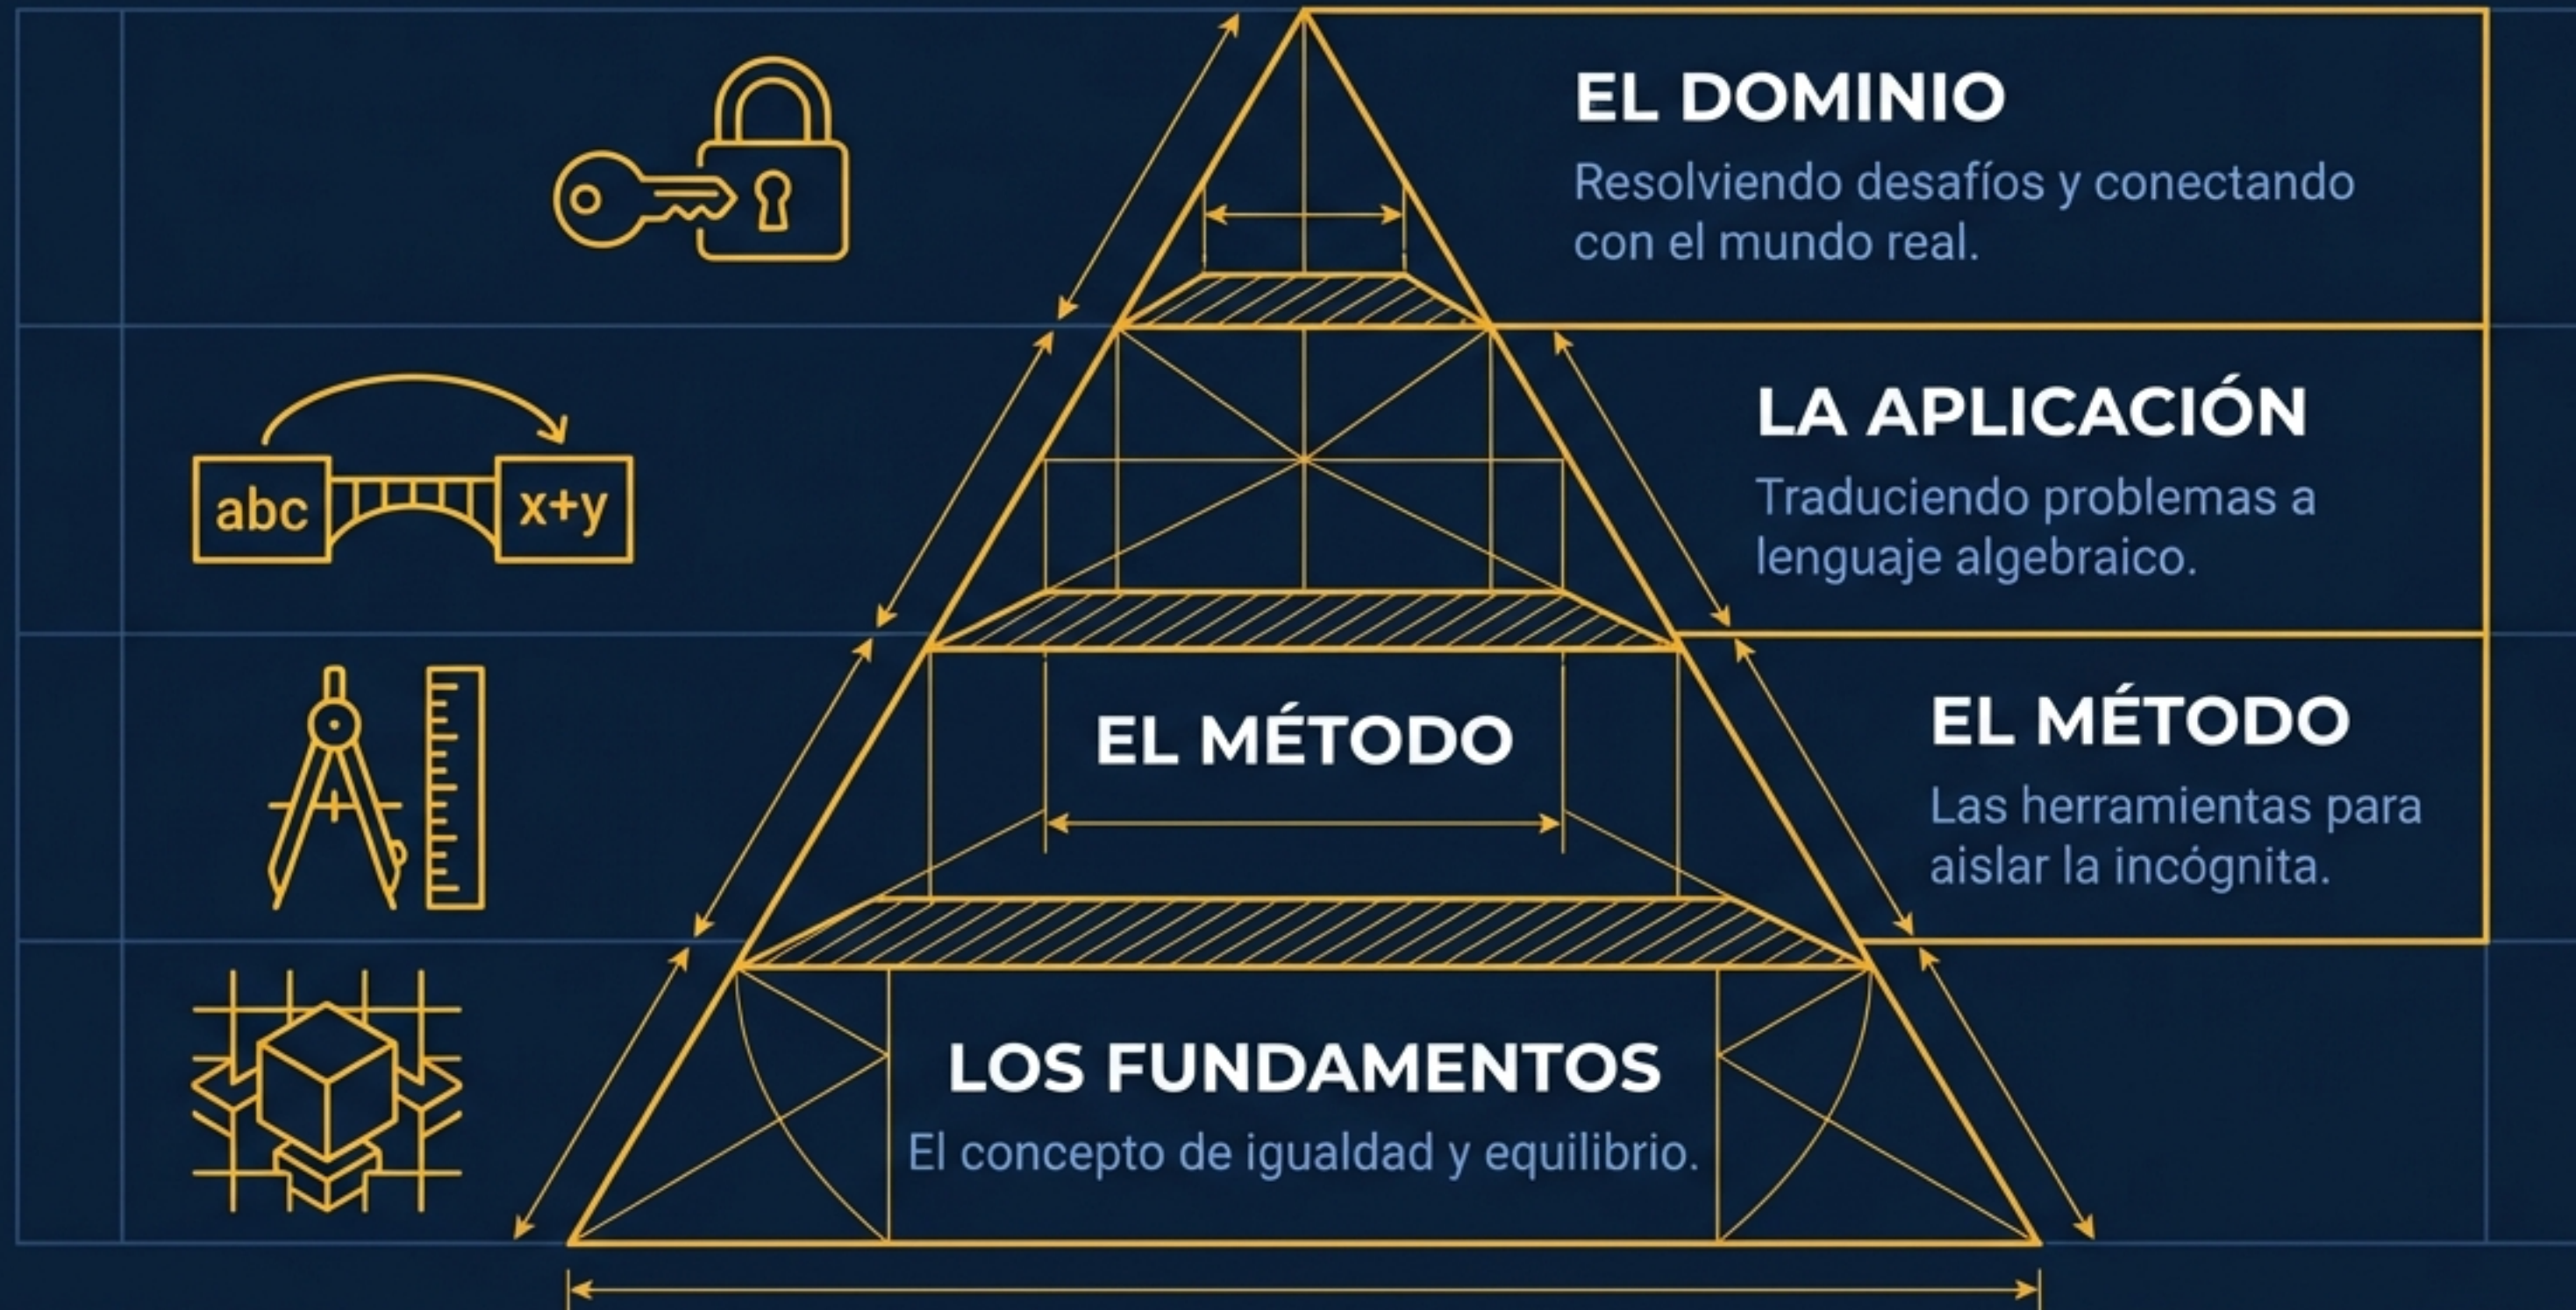 EL DOMINIO
Resolviendo desafíos y conectando
con el mundo real.
LA APLICACIÓN
Traduciendo problemas a
lenguaje algebraico.
abc
x+y
EL MÉTODO
Las herramientas para
aislar la incógnita.
EL MÉTODO
LOS FUNDAMENTOS
El concepto de igualdad y equilibrio.